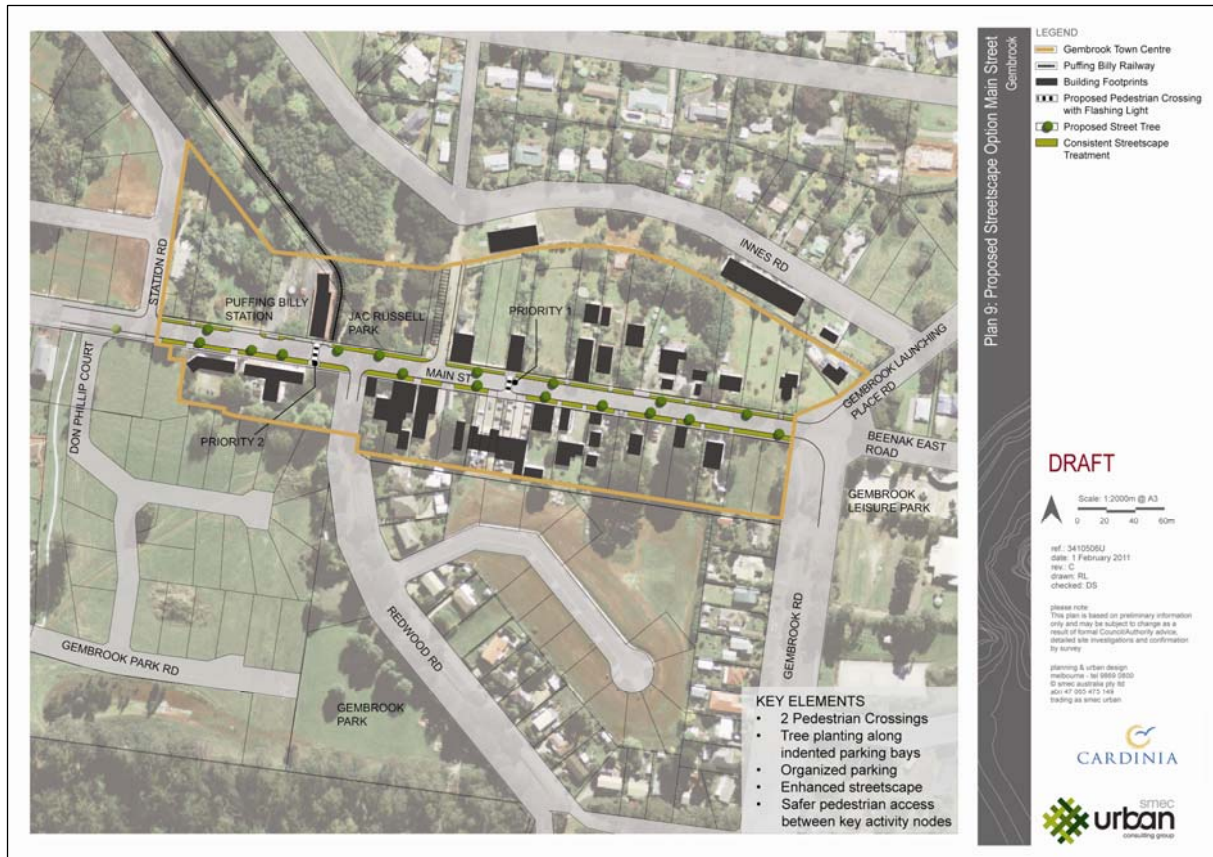 Plan 9: Proposed Streetscape Option Main Street
Gembrook
LEGEND
Gembrook Town Centre
Puffing Billy Railway
Building Footprints
Proposed Pedestrian Crossing
with Flashing Light
Proposed Street Tree
Consistent Streetscape
Treatment
STATION RD
PUFFING BILLY
STATION
JAC RUSSELL
PARK
PRIORITY 1
INNES RD
DON PHILLIP COURT
MAIN ST
GEMBROOK LAUNCHING
PLACE RD
PRIORITY 2
BEENAK EAST
ROAD
GEMBROOK
LEISURE PARK
REDWOOD RD
GEMBROOK RD
GEMBROOK PARK RD
GEMBROOK
PARK
KEY ELEMENTS
• 2 Pedestrian Crossings
• Tree planting along
indented parking bays
• Organized parking
• Enhanced streetscape
• Safer pedestrian access
between key activity nodes
DRAFT
Scale: 1:2000m @ A3
0 20 40 60m
ref.: 3410506U
date: 1 February 2011
rev.: C
drawn: RL
checked: DS
please note:
This plan is based on preliminary information
only and may be subject to change as a
result of formal Council/Authority advice,
detailed site investigations and confirmation
by survey
planning & urban design
melbourne - tel 9869 0800
© smec australia pty ltd
abn 47 065 475 149
trading as smec urban
CARDINIA
smec
urban
consulting group